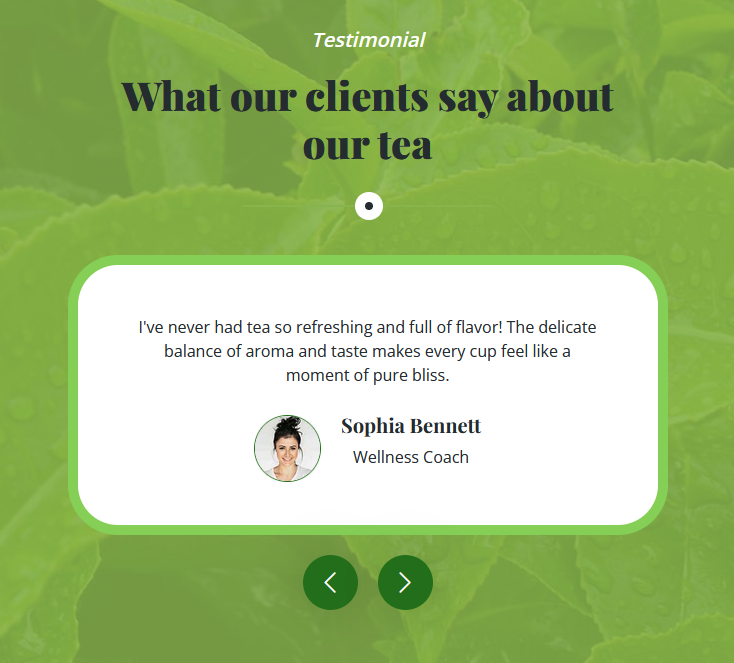 Testimonial
What our clients say about
our tea
I've never had tea so refreshing and full of flavor! The delicate
balance of aroma and taste makes every cup feel like a
moment of pure bliss.
Sophia Bennett
Wellness Coach